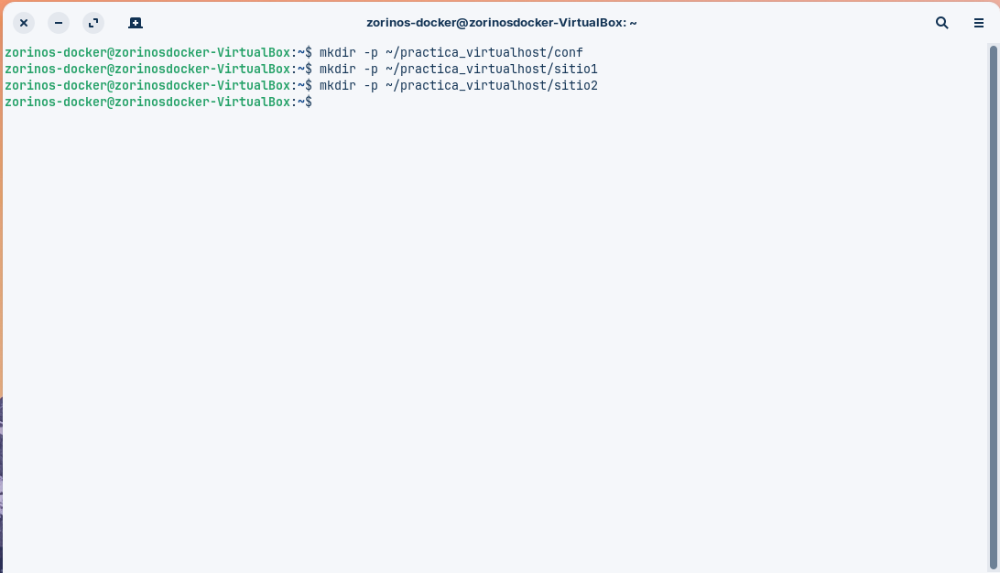 zorinos-docker@zorinosdocker-VirtualBox: ~
zorinos-docker@zorinosdocker-VirtualBox:~$ mkdir -p ~/practica_virtualhost/conf
zorinos-docker@zorinosdocker-VirtualBox:~$ mkdir -p ~/practica_virtualhost/sitio1
zorinos-docker@zorinosdocker-VirtualBox:~$ mkdir -p ~/practica_virtualhost/sitio2
zorinos-docker@zorinosdocker-VirtualBox:~$